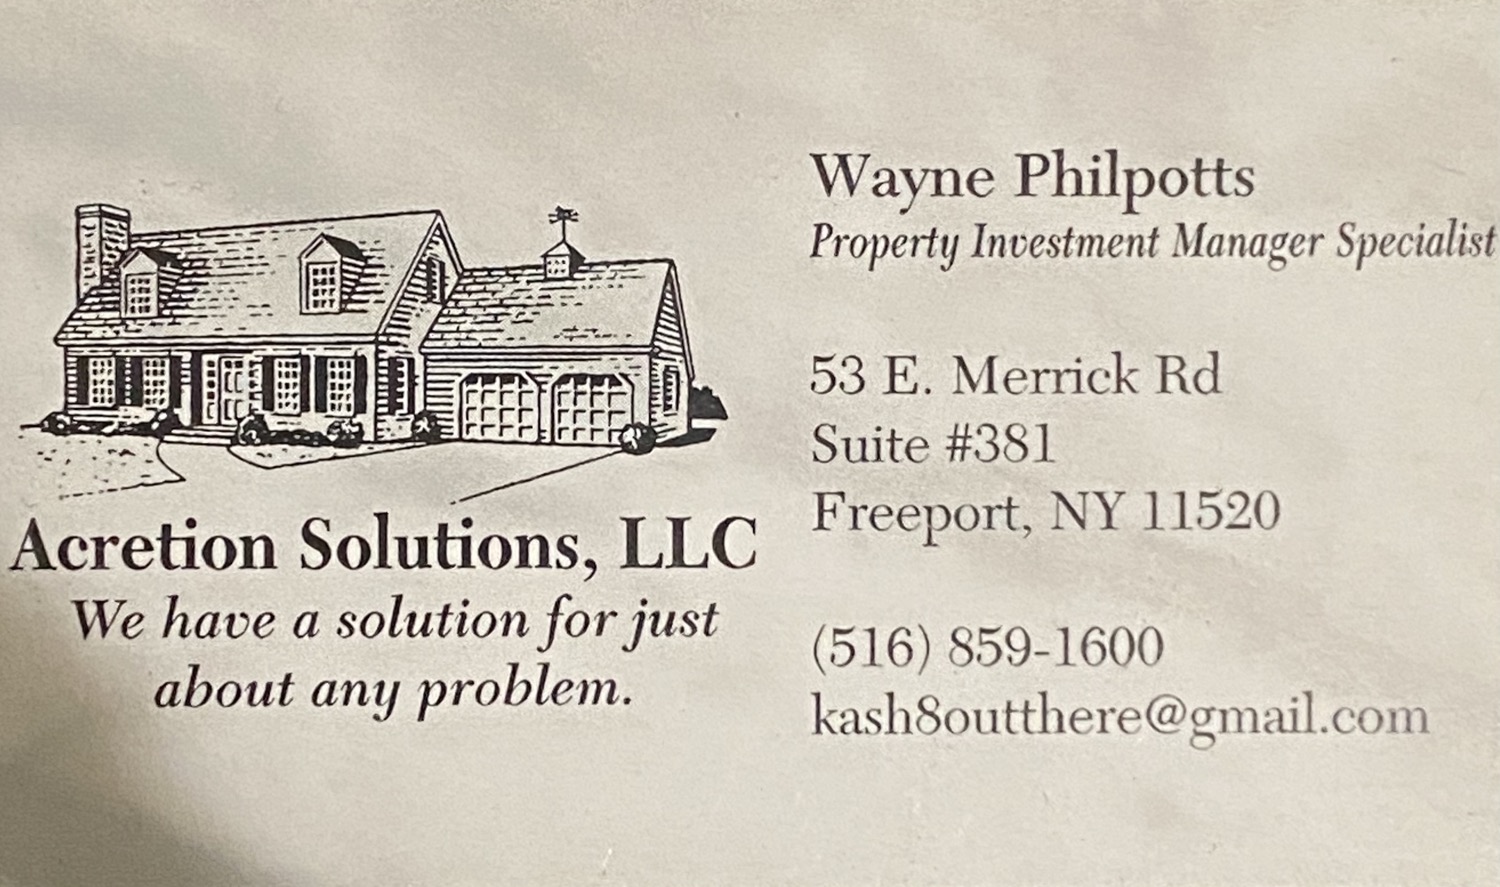 Acretion Solutions, LLC
We have a solution for just
about any problem.
Wayne Philpotts
Property Investment Manager Specialist
53 E. Merrick Rd
Suite #381
Freeport, NY 11520
(516) 859-1600
kash8outthere@gmail.com